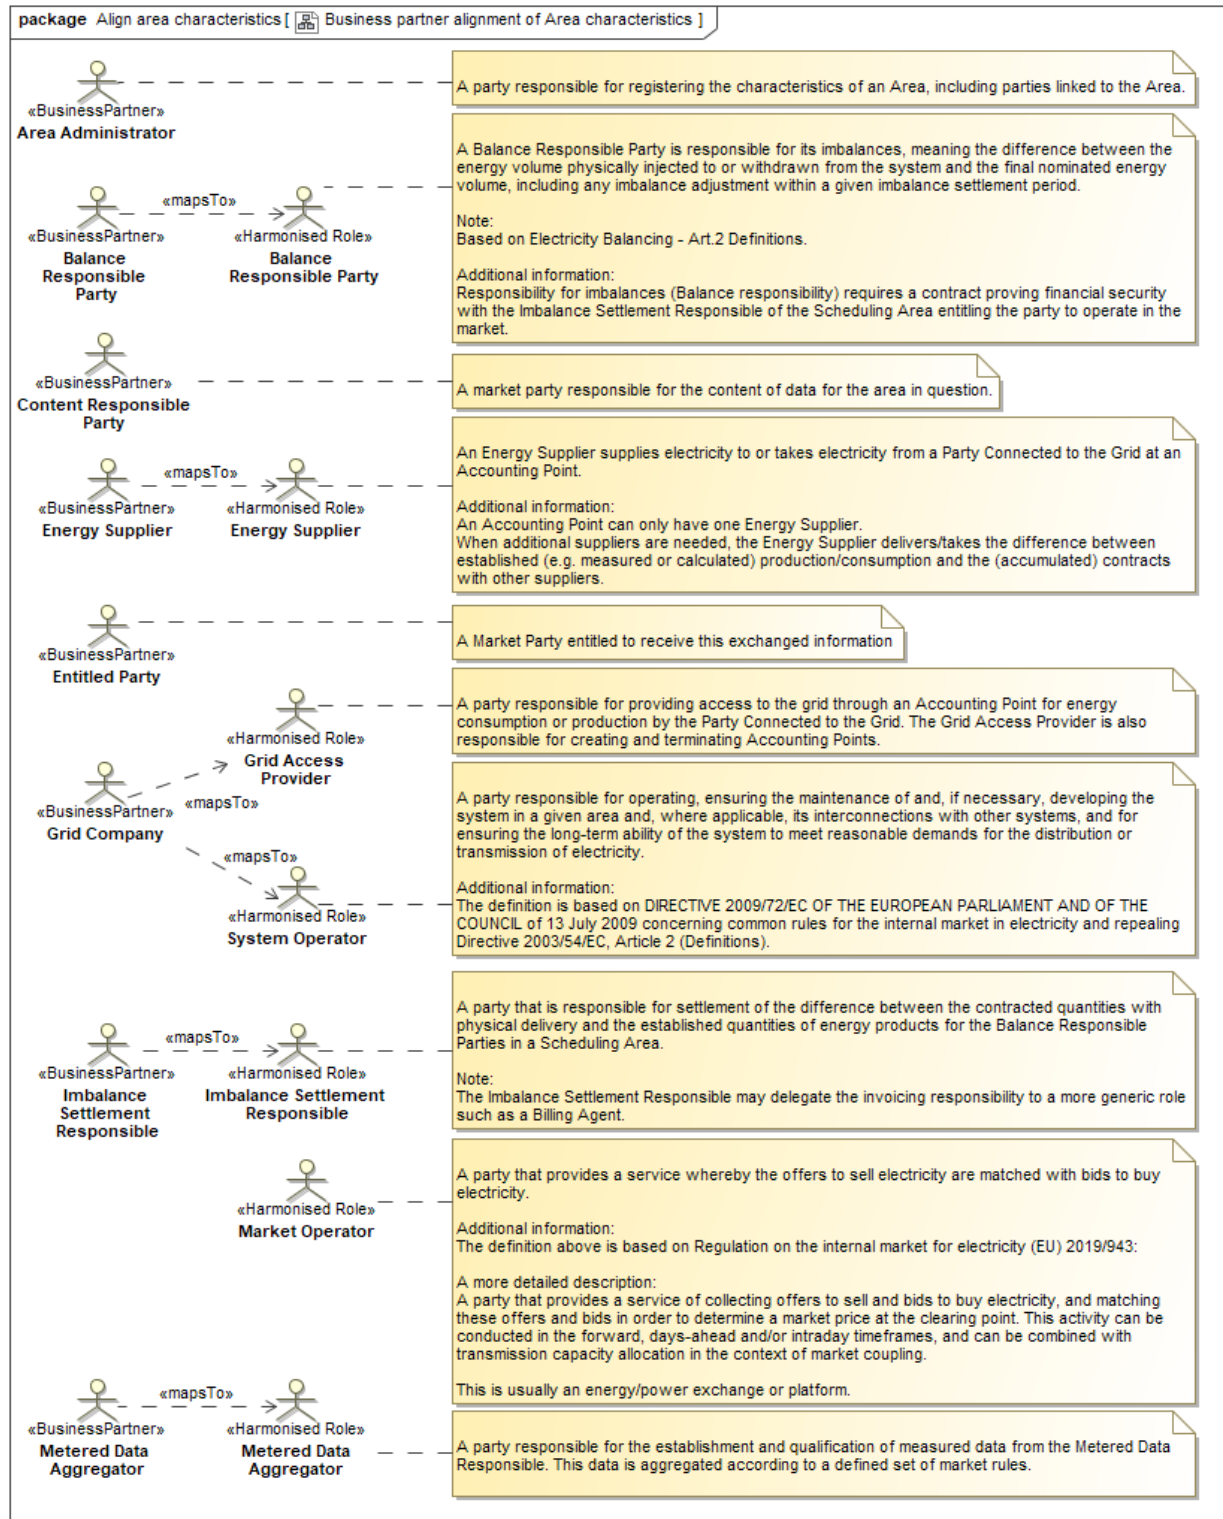 package Align area characteristics [ Business partner alignment of Area characteristics ]
«BusinessPartner»
Area Administrator
A party responsible for registering the characteristics of an Area, including parties linked to the Area.
«mapsTo»
«BusinessPartner»
Balance
Responsible
Party
«Harmonised Role»
Balance
Responsible Party
A Balance Responsible Party is responsible for its imbalances, meaning the difference between the
energy volume physically injected to or withdrawn from the system and the final nominated energy
volume, including any imbalance adjustment within a given imbalance settlement period.
Note:
Based on Electricity Balancing - Art.2 Definitions.
Additional information:
Responsibility for imbalances (Balance responsibility) requires a contract proving financial security
with the Imbalance Settlement Responsible of the Scheduling Area entitling the party to operate in the
market.
«BusinessPartner»
Content Responsible
Party
A market party responsible for the content of data for the area in question.
«mapsTo»
«BusinessPartner»
Energy Supplier
«Harmonised Role»
Energy Supplier
An Energy Supplier supplies electricity to or takes electricity from a Party Connected to the Grid at an
Accounting Point.
Additional information:
An Accounting Point can only have one Energy Supplier.
When additional suppliers are needed, the Energy Supplier delivers/takes the difference between
established (e.g. measured or calculated) production/consumption and the (accumulated) contracts
with other suppliers.
«BusinessPartner»
Entitled Party
A Market Party entitled to receive this exchanged information
«Harmonised Role»
Grid Access
Provider
A party responsible for providing access to the grid through an Accounting Point for energy
consumption or production by the Party Connected to the Grid. The Grid Access Provider is also
responsible for creating and terminating Accounting Points.
«BusinessPartner»
Grid Company
«mapsTo»
«mapsTo»
«Harmonised Role»
System Operator
A party responsible for operating, ensuring the maintenance of and, if necessary, developing the
system in a given area and, where applicable, its interconnections with other systems, and for
ensuring the long-term ability of the system to meet reasonable demands for the distribution or
transmission of electricity.
Additional information:
The definition is based on DIRECTIVE 2009/72/EC OF THE EUROPEAN PARLIAMENT AND OF THE
COUNCIL of 13 July 2009 concerning common rules for the internal market in electricity and repealing
Directive 2003/54/EC, Article 2 (Definitions).
«mapsTo»
«BusinessPartner»
Imbalance
Settlement
Responsible
«Harmonised Role»
Imbalance Settlement
Responsible
A party that is responsible for settlement of the difference between the contracted quantities with
physical delivery and the established quantities of energy products for the Balance Responsible
Parties in a Scheduling Area.
Note:
The Imbalance Settlement Responsible may delegate the invoicing responsibility to a more generic role
such as a Billing Agent.
«Harmonised Role»
Market Operator
A party that provides a service whereby the offers to sell electricity are matched with bids to buy
electricity.
Additional information:
The definition above is based on Regulation on the internal market for electricity (EU) 2019/943:
A more detailed description:
A party that provides a service of collecting offers to sell and bids to buy electricity, and matching
these offers and bids in order to determine a market price at the clearing point. This activity can be
conducted in the forward, days-ahead and/or intraday timeframes, and can be combined with
transmission capacity allocation in the context of market coupling.
This is usually an energy/power exchange or platform.
«mapsTo»
«BusinessPartner»
Metered Data
Aggregator
«Harmonised Role»
Metered Data
Aggregator
A party responsible for the establishment and qualification of measured data from the Metered Data
Responsible. This data is aggregated according to a defined set of market rules.